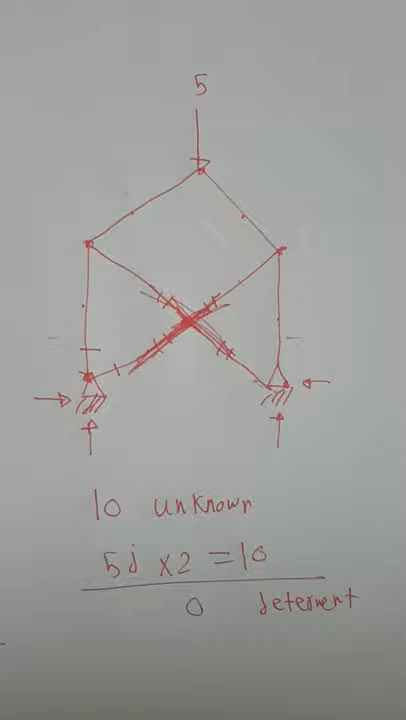 5
10 unknown
5j x2 = 10
0 determent